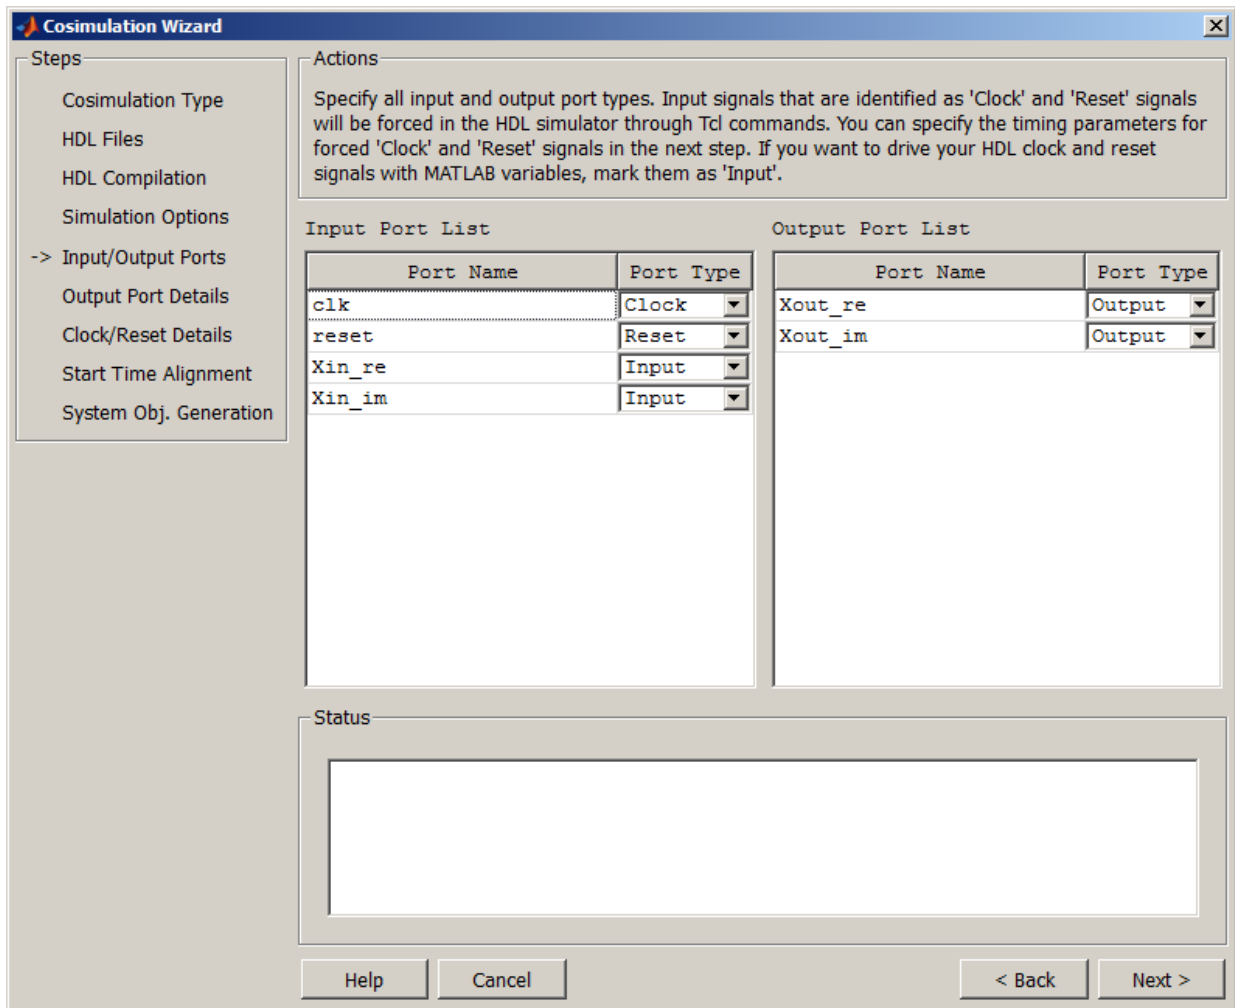 Cosimulation Wizard
Steps
Cosimulation Type
HDL Files
HDL Compilation
Simulation Options
-> Input/Output Ports
Output Port Details
Clock/Reset Details
Start Time Alignment
System Obj. Generation
Actions
Specify all input and output port types. Input signals that are identified as 'Clock' and 'Reset' signals
will be forced in the HDL simulator through Tcl commands. You can specify the timing parameters for
forced 'Clock' and 'Reset' signals in the next step. If you want to drive your HDL clock and reset
signals with MATLAB variables, mark them as 'Input'.
Input Port List
Port Name Port Type
clk Clock
reset Reset
Xin_re Input
Xin_im Input
Output Port List
Port Name Port Type
Xout_re Output
Xout_im Output
Status
Help Cancel < Back Next >